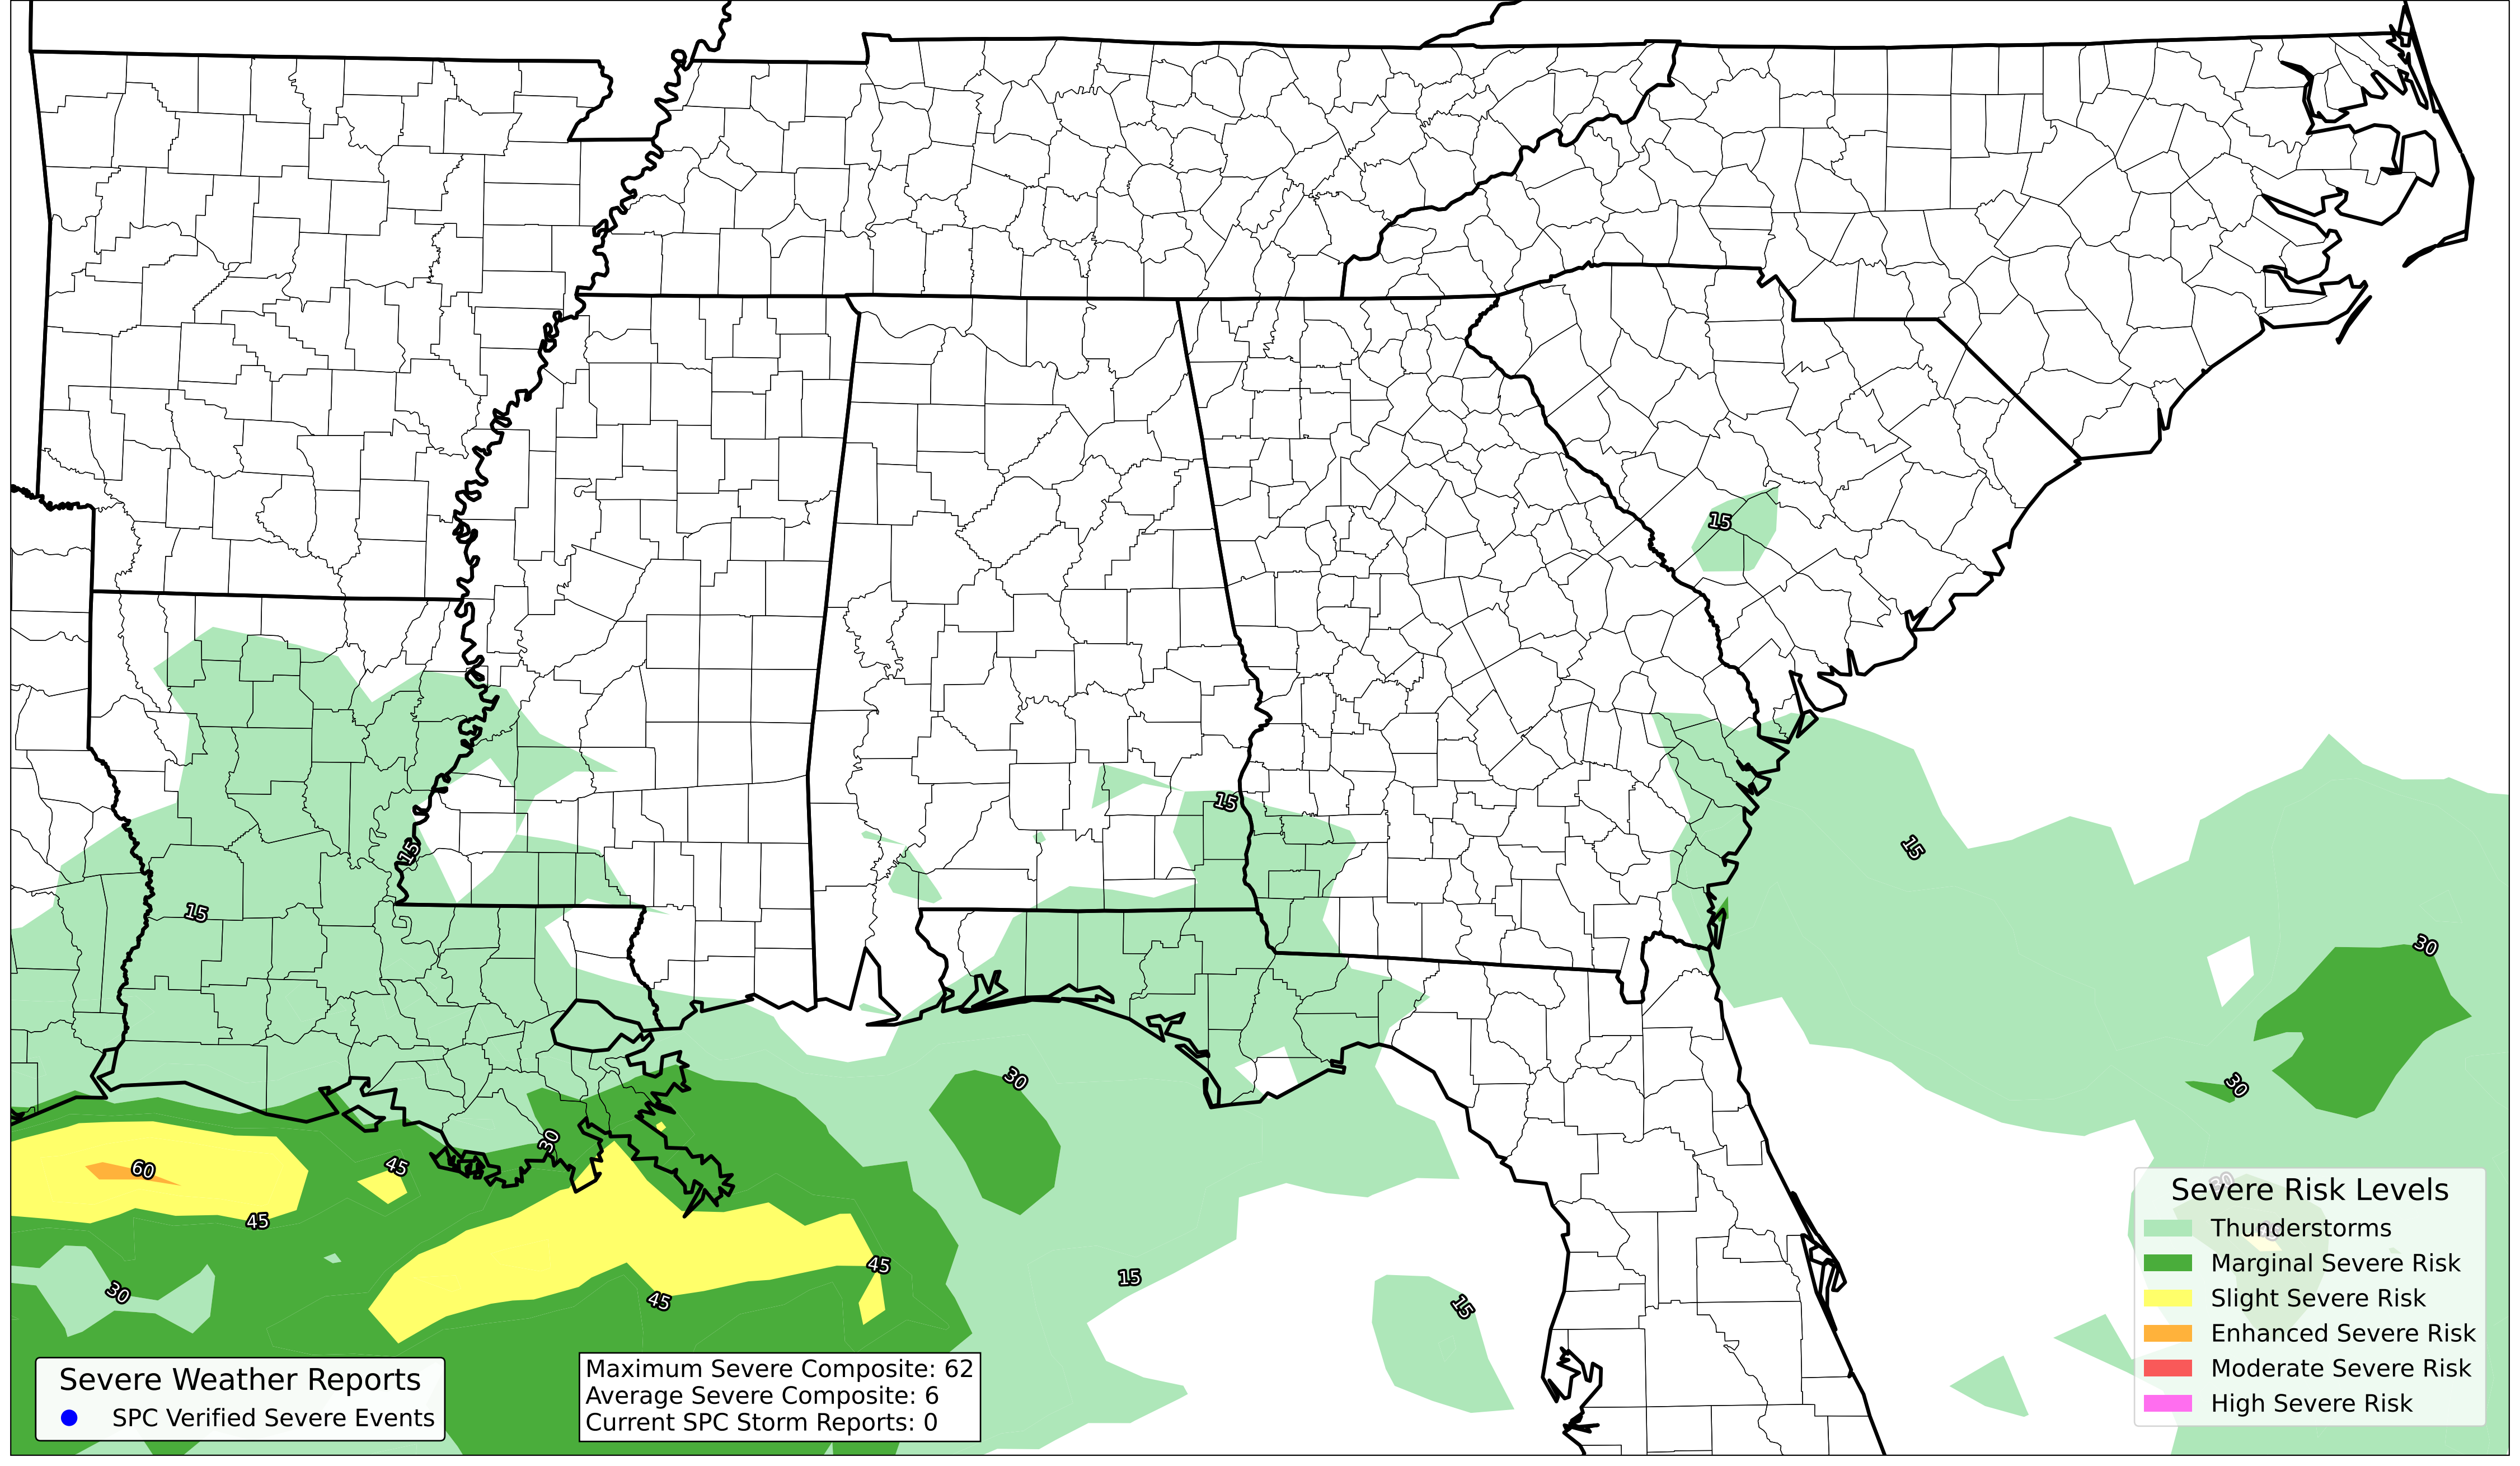 15
15
15
15
15
30
30
30
30
60
45
45
45
45
30
15
15
Severe Risk Levels
Thunderstorms
Marginal Severe Risk
Slight Severe Risk
Enhanced Severe Risk
Moderate Severe Risk
High Severe Risk
Severe Weather Reports
SPC Verified Severe Events
Maximum Severe Composite: 62
Average Severe Composite: 6
Current SPC Storm Reports: 0